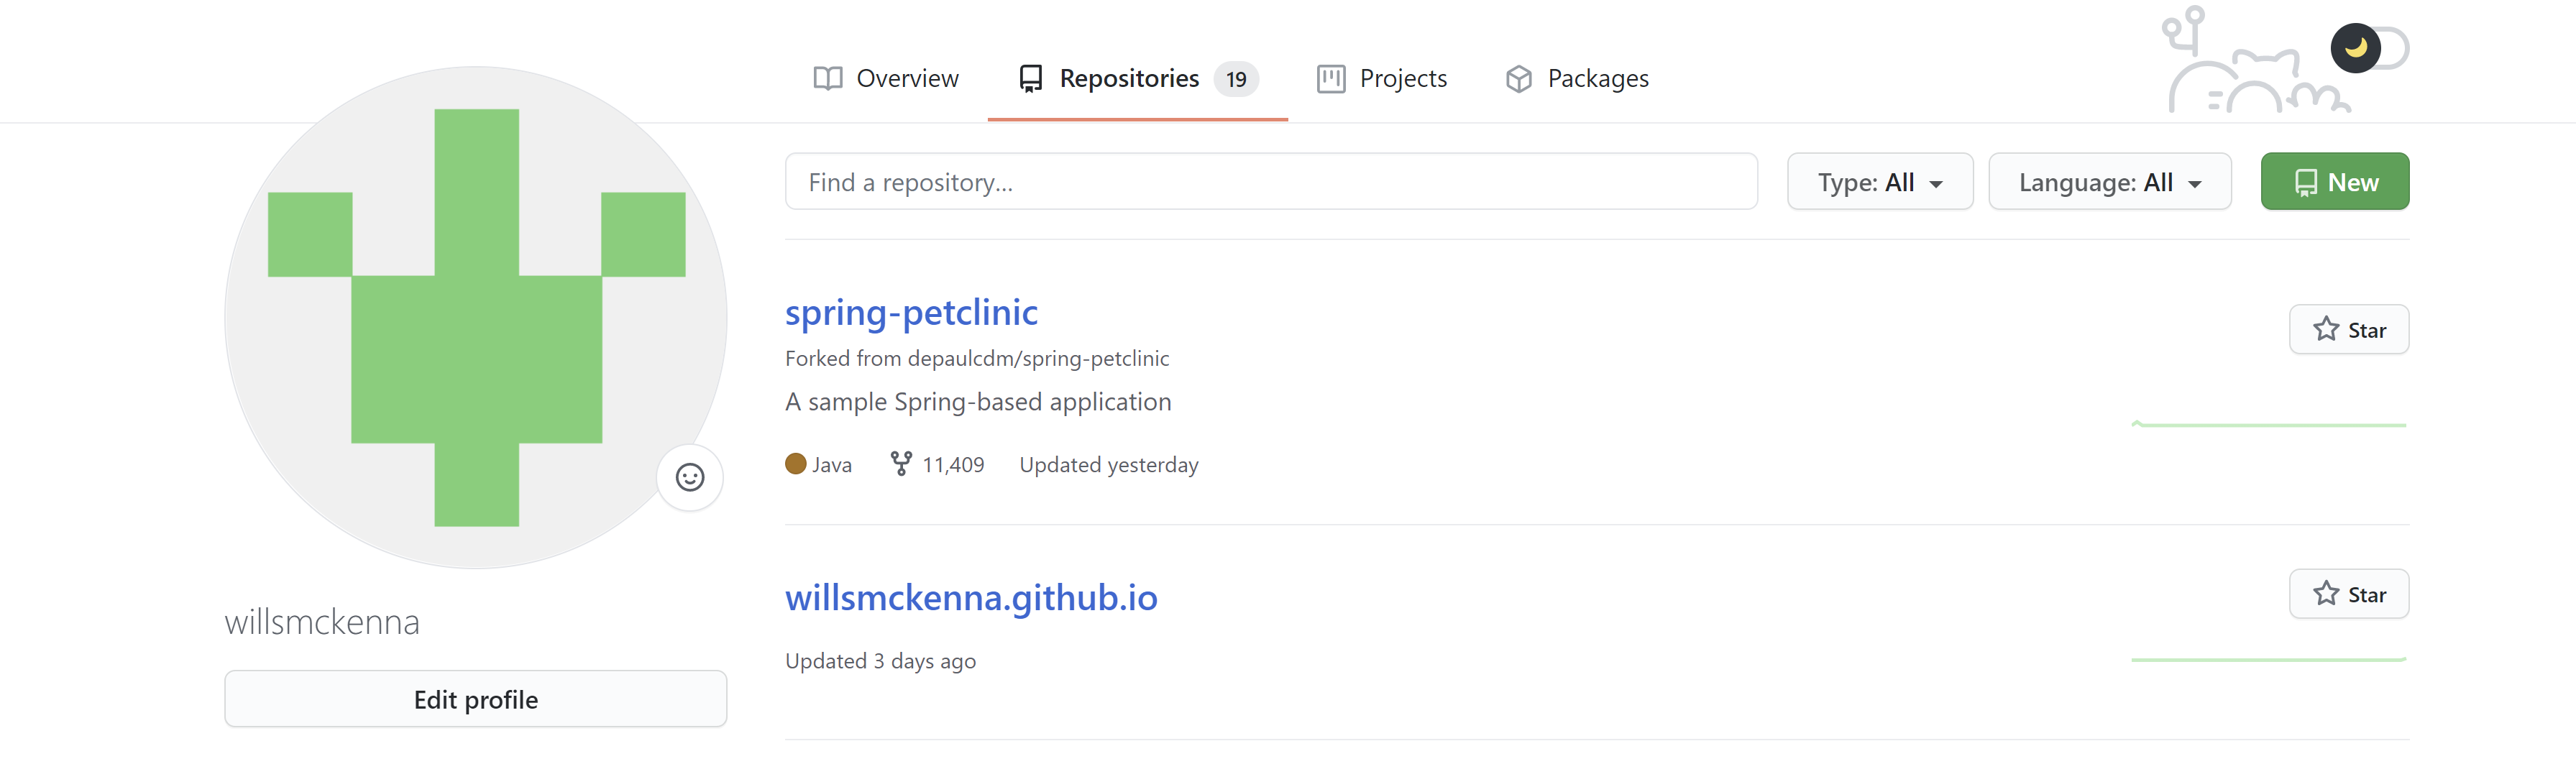 Overview Repositories 19 Projects Packages
Find a repository... Type: All Language: All New
spring-petclinic
Star
Forked from depaulcdm/spring-petclinic
A sample Spring-based application
Java 11,409 Updated yesterday
willsmckenna.github.io
Star
Updated 3 days ago
willsmckenna
Edit profile